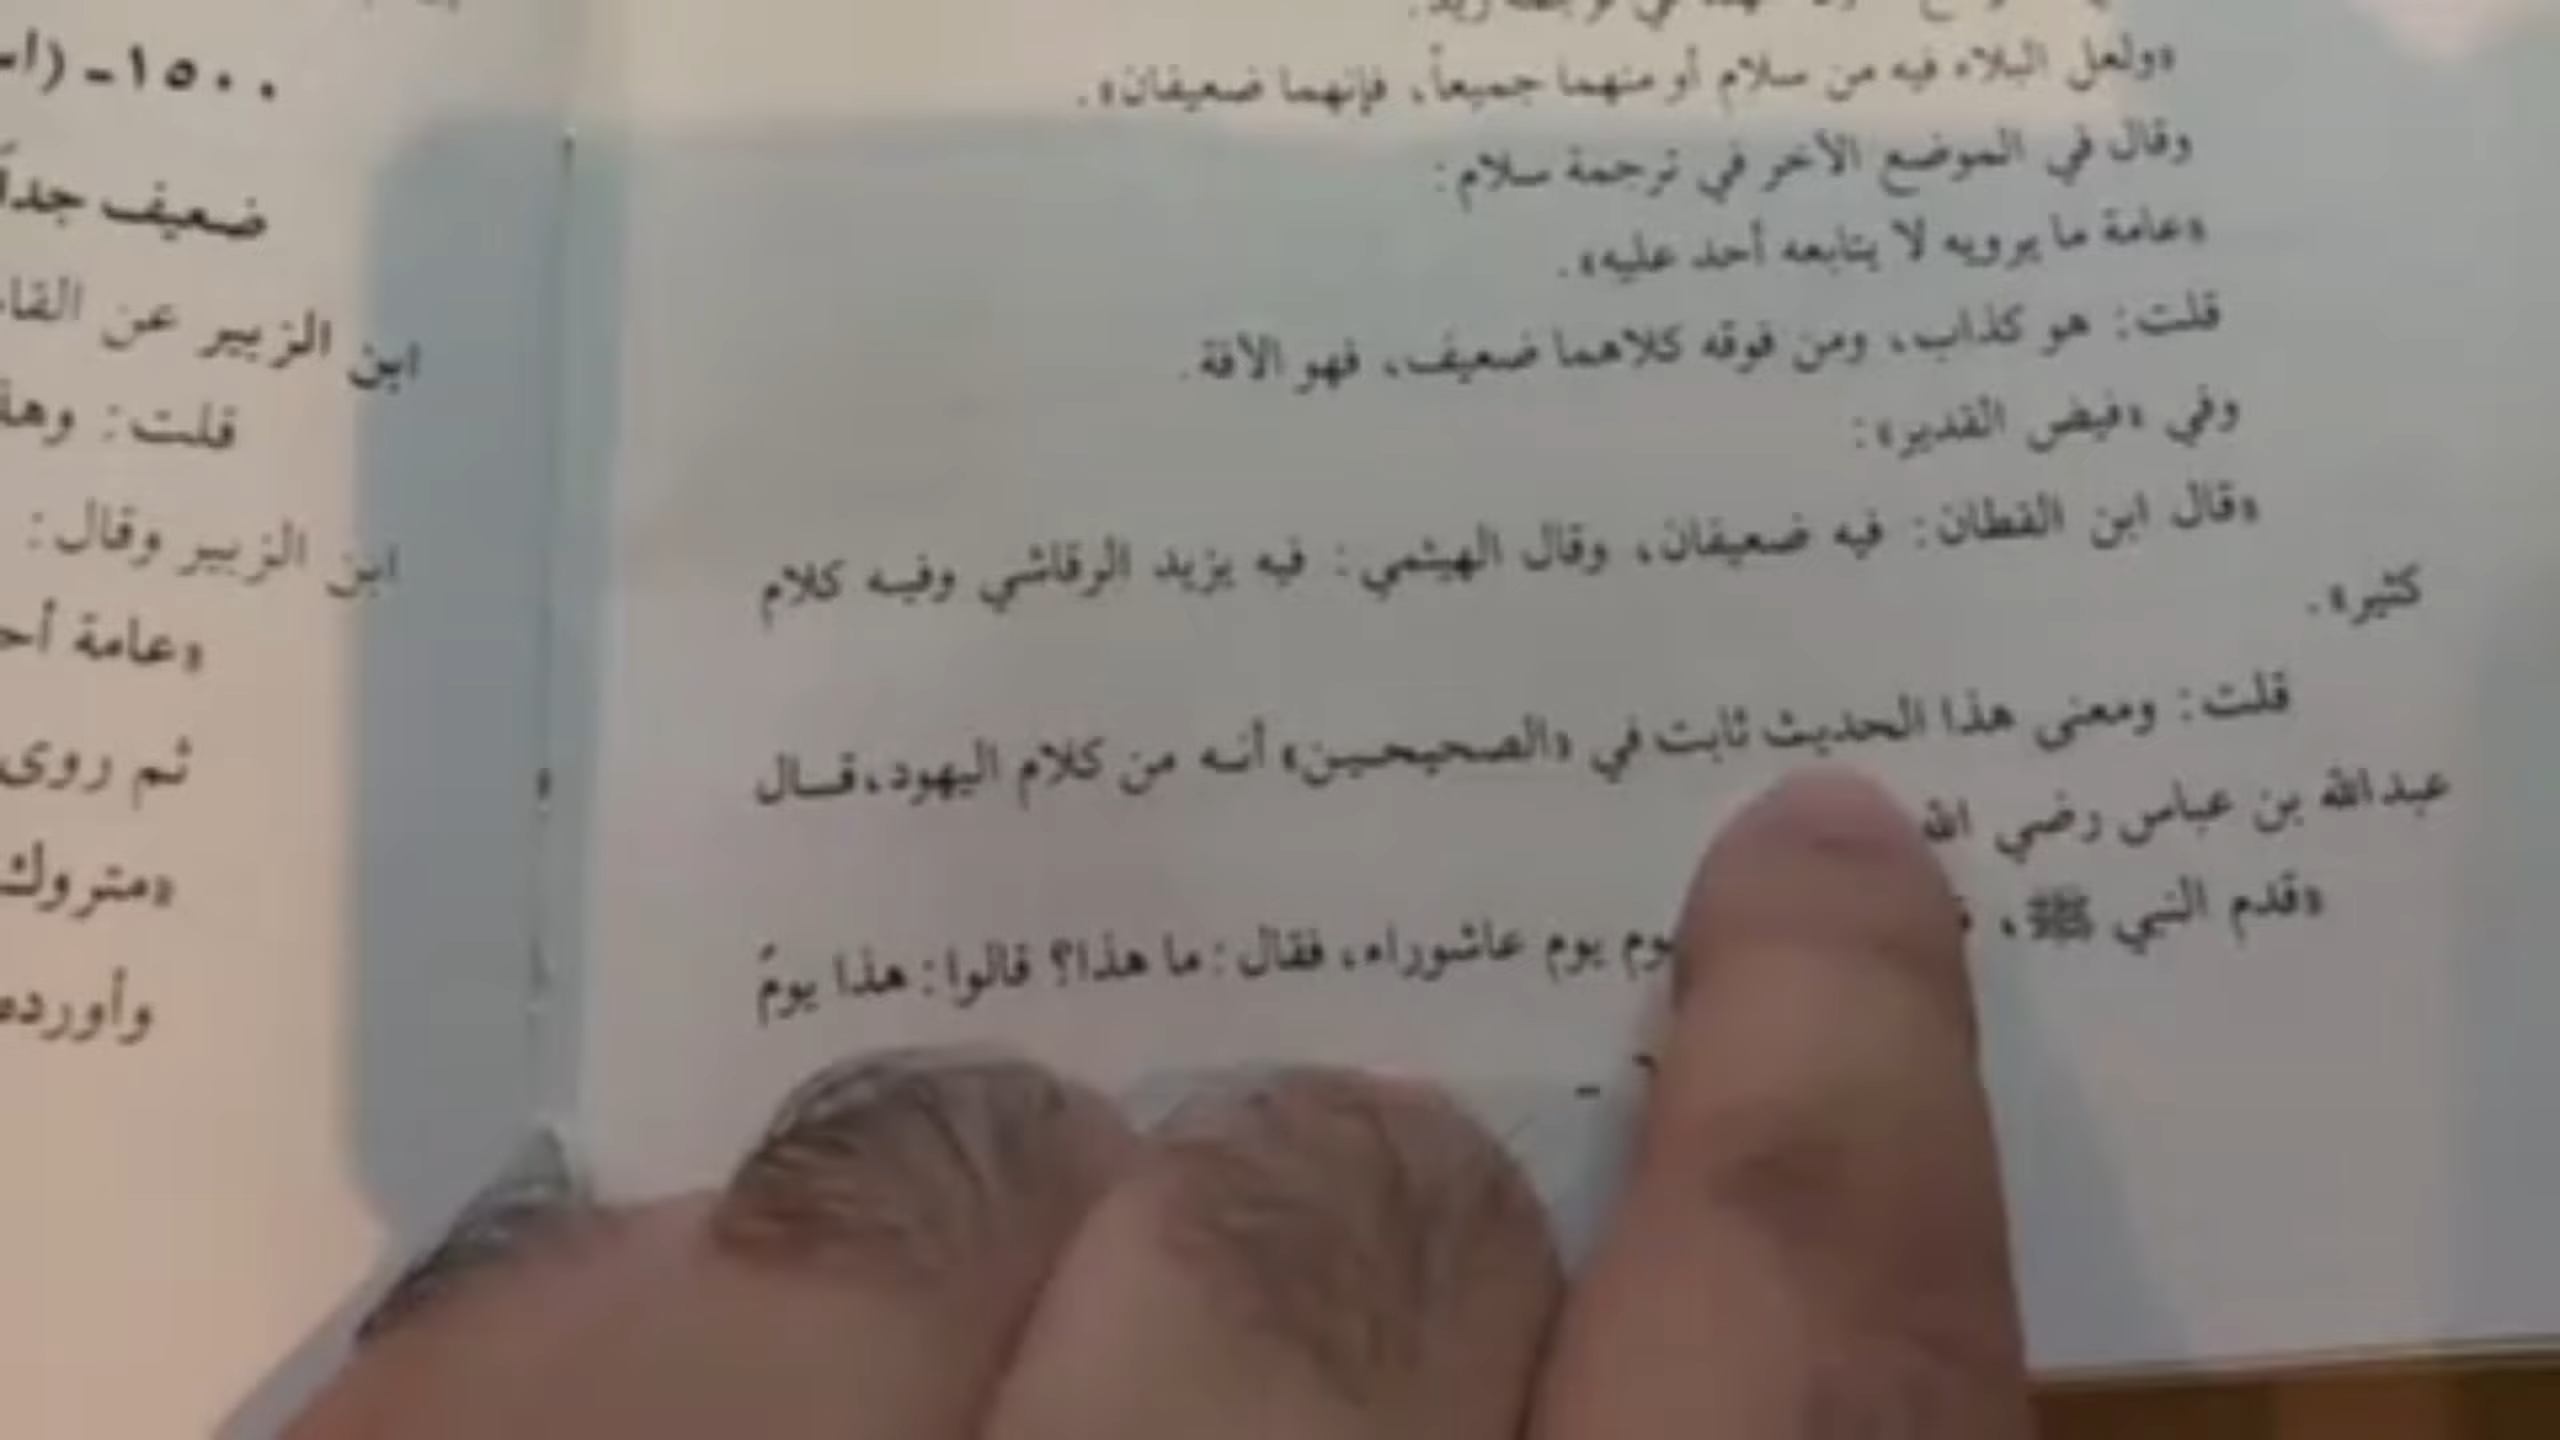 «ولعل البلاء فيه من سلام أو منهما جميعاً، فإنهما ضعيفان».
وقال في الموضع الآخر في ترجمة سلام:
«عامة ما يرويه لا يتابعه أحد عليه».
قلت: هو كذاب، ومن فوقه كلاهما ضعيف، فهو الآفة.
وفي «فيض القدير»:
«قال ابن القطان: فيه ضعيفان، وقال الهيثمي: فيه يزيد الرقاشي وفيه كلام
كثير».
قلت: ومعنى هذا الحديث ثابت في «الصحيحين» أنه من كلام اليهود، قال
عبدالله بن عباس رضي الله
«قدم النبي ﷺ، يوم عاشوراء، فقال: ما هذا؟ قالوا: هذا يومٌ
١٥٠٠ـ
ضعيف جداً
ابن الزبير عن
قلت:
ابن الزبير وقال:
«عامة
ثم روى
«متروك